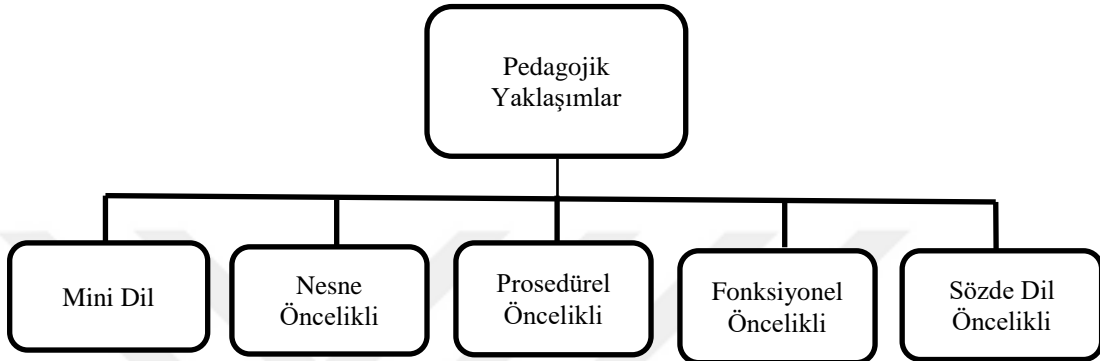 Pedagojik
Yaklaşımlar
Mini Dil
Nesne
Öncelikli
Prosedürel
Öncelikli
Fonksiyonel
Öncelikli
Sözde Dil
Öncelikli